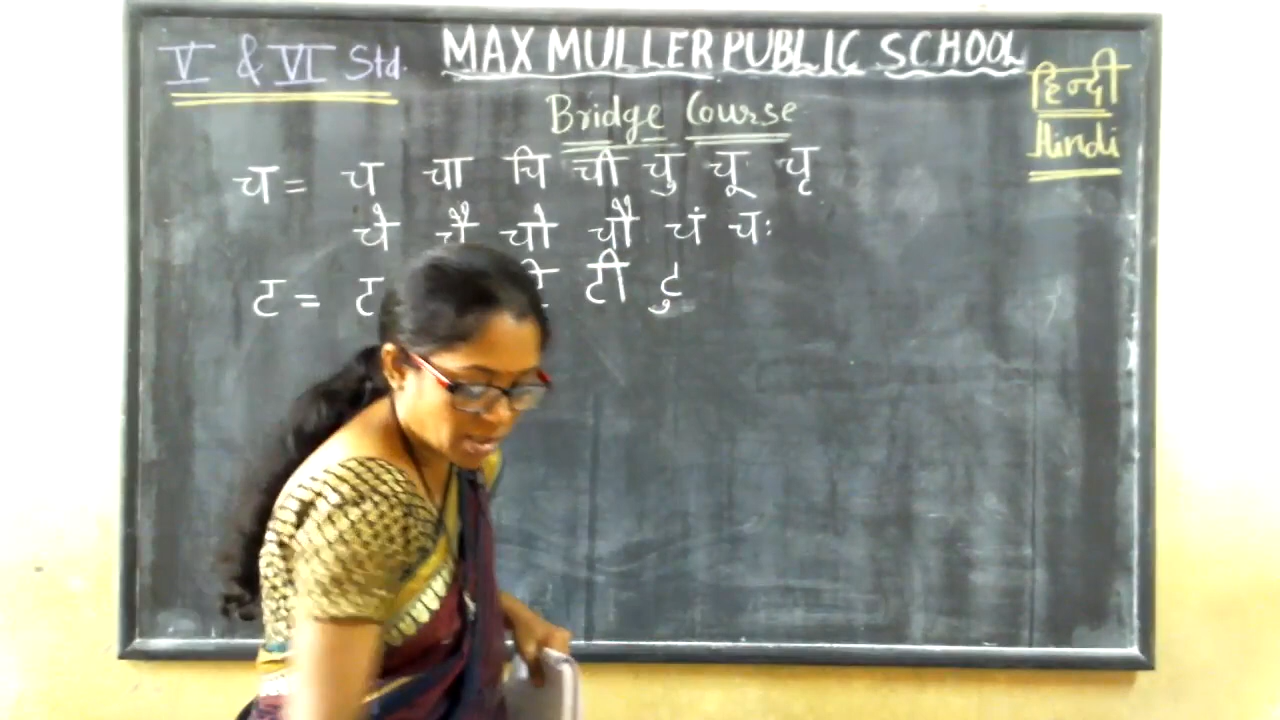 V & VI Std. MAX MULLER PUBLIC SCHOOL
हिन्दी
Bridge Course
Hindi
च = च चा चि ची चु चू चृ
चे चै चो चौ चं चः
ट = ट टी टु